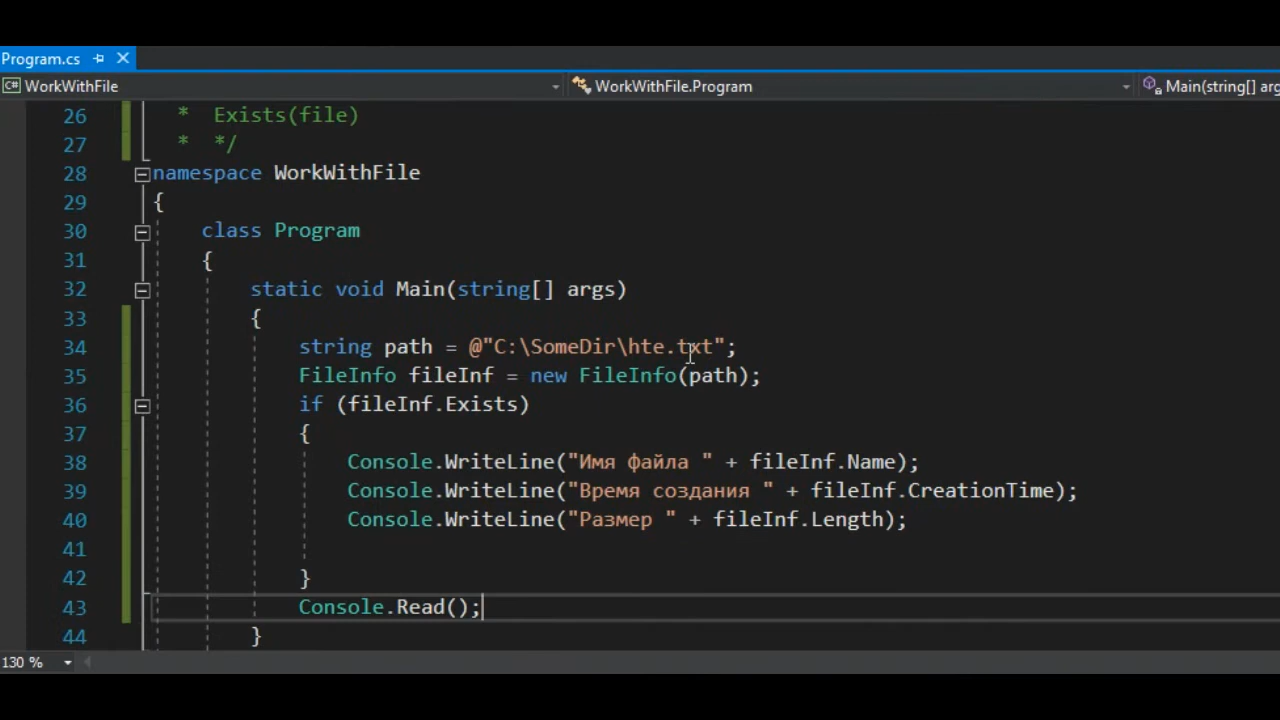 Program.cs
C# WorkWithFile WorkWithFile.Program Main(string[] arg
26 * Exists(file)
27 * */
28 namespace WorkWithFile
29 {
30 class Program
31 {
32 static void Main(string[] args)
33 {
34 string path = @"C:\SomeDir\hte.txt";
35 FileInfo fileInf = new FileInfo(path);
36 if (fileInf.Exists)
37 {
38 Console.WriteLine("Имя файла " + fileInf.Name);
39 Console.WriteLine("Время создания " + fileInf.CreationTime);
40 Console.WriteLine("Размер " + fileInf.Length);
41
42 }
43 Console.Read();
44 }
130 %